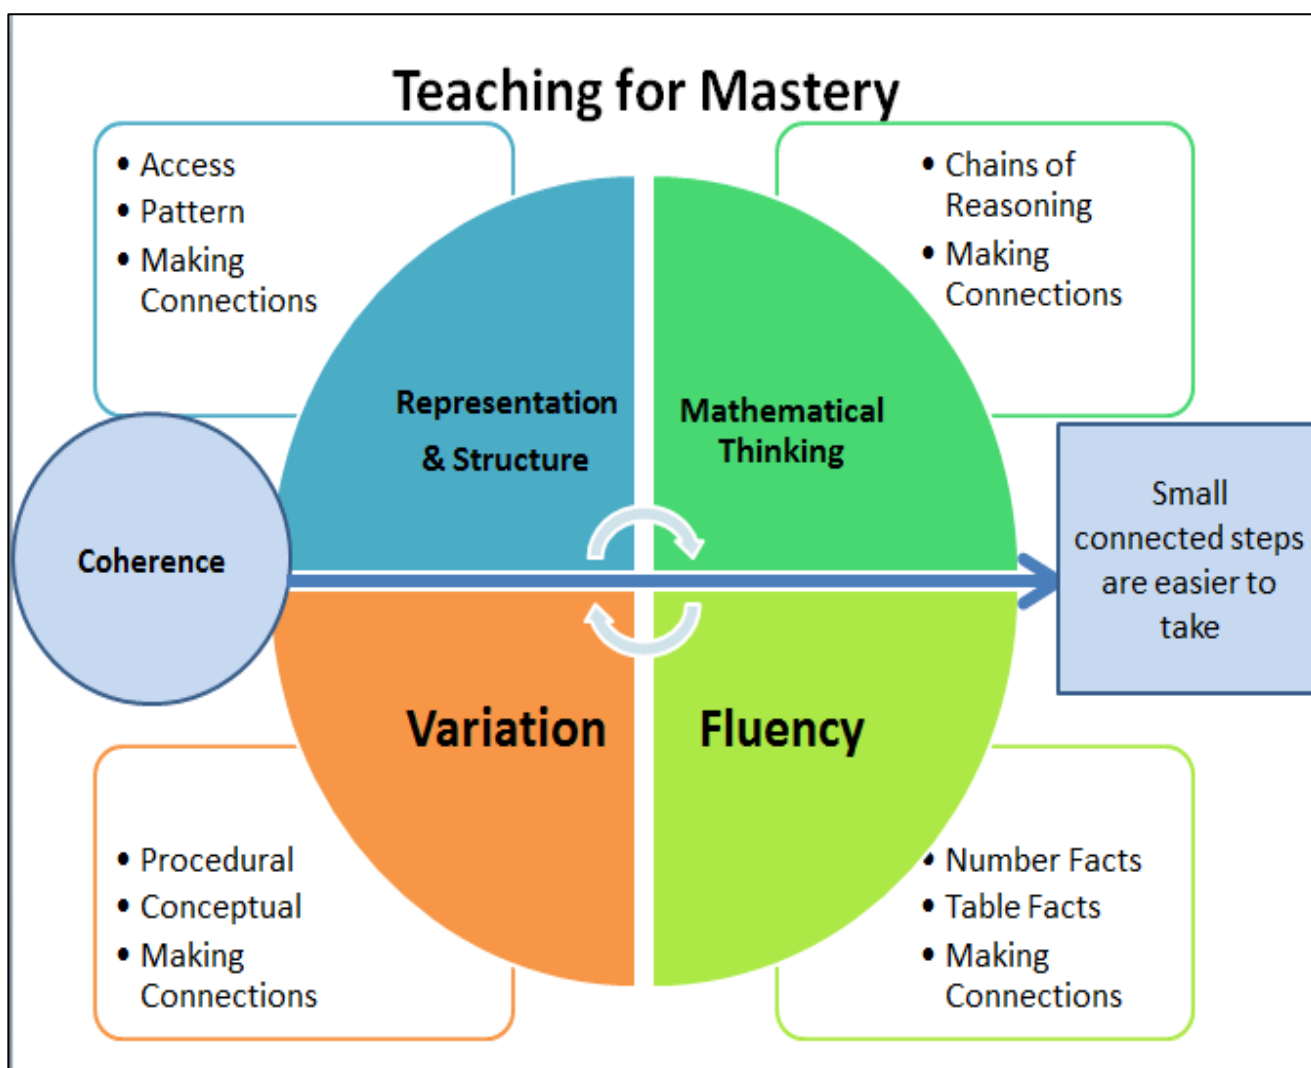 Teaching for Mastery
• Access
• Pattern
• Making
Connections
• Chains of
Reasoning
• Making
Connections
Representation
& Structure
Mathematical
Thinking
Coherence
Small
connected steps
are easier to
take
Variation
Fluency
• Procedural
• Conceptual
• Making
Connections
• Number Facts
• Table Facts
• Making
Connections